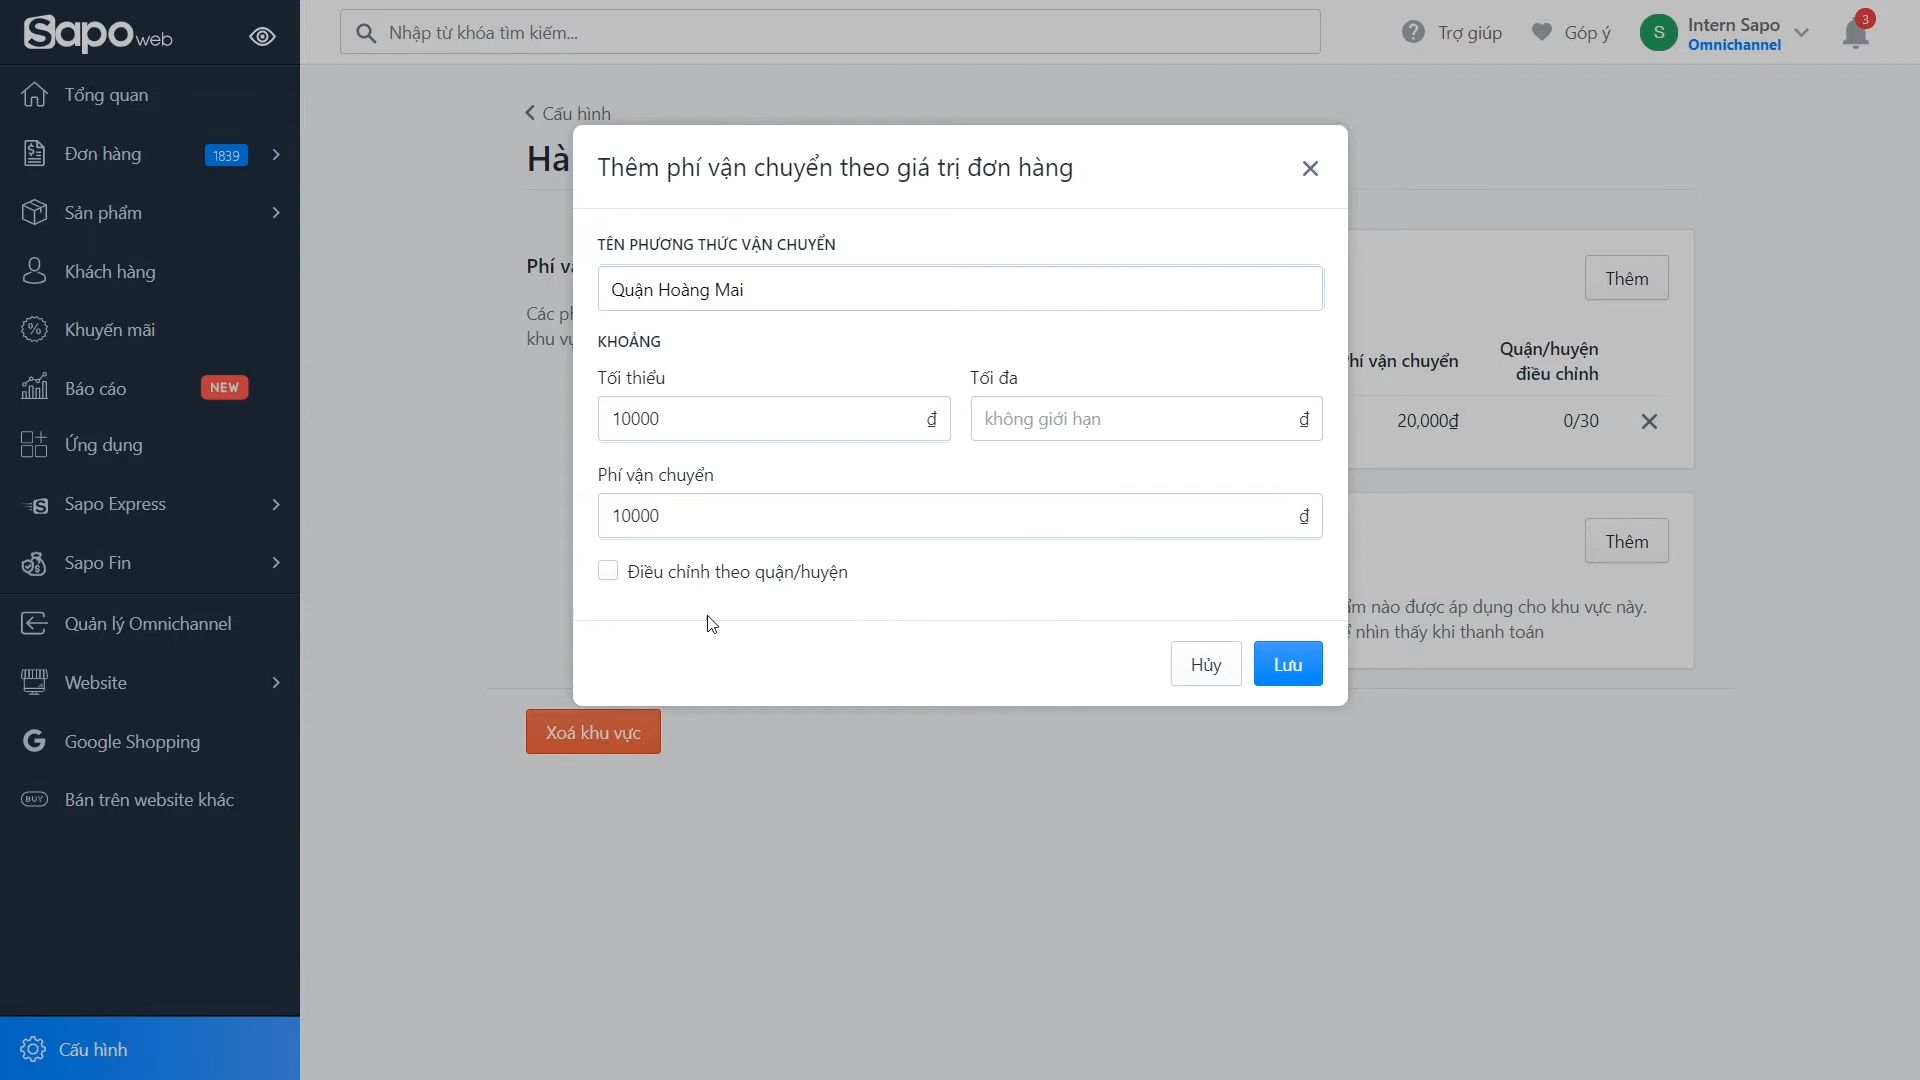 Sapo web
Nhập từ khóa tìm kiếm...
Trợ giúp
Góp ý
S
Intern Sapo
Omnichannel
3
Tổng quan
Đơn hàng 1839
Sản phẩm
Khách hàng
Khuyến mãi
Báo cáo NEW
Ứng dụng
Sapo Express
Sapo Fin
Quản lý Omnichannel
Website
Google Shopping
BUY Bán trên website khác
Cấu hình
Cấu hình
Hà
Phí
Các
khu
Thêm phí vận chuyển theo giá trị đơn hàng
TÊN PHƯƠNG THỨC VẬN CHUYỂN
Quận Hoàng Mai
KHOẢNG
Tối thiểu Tối đa
10000 ₫ không giới hạn ₫
Phí vận chuyển
10000 ₫
Điều chỉnh theo quận/huyện
Hủy Lưu
Thêm
vận chuyển
Quận/huyện
điều chỉnh
20,000₫ 0/30
Thêm
nào được áp dụng cho khu vực này.
nhìn thấy khi thanh toán
Xoá khu vực